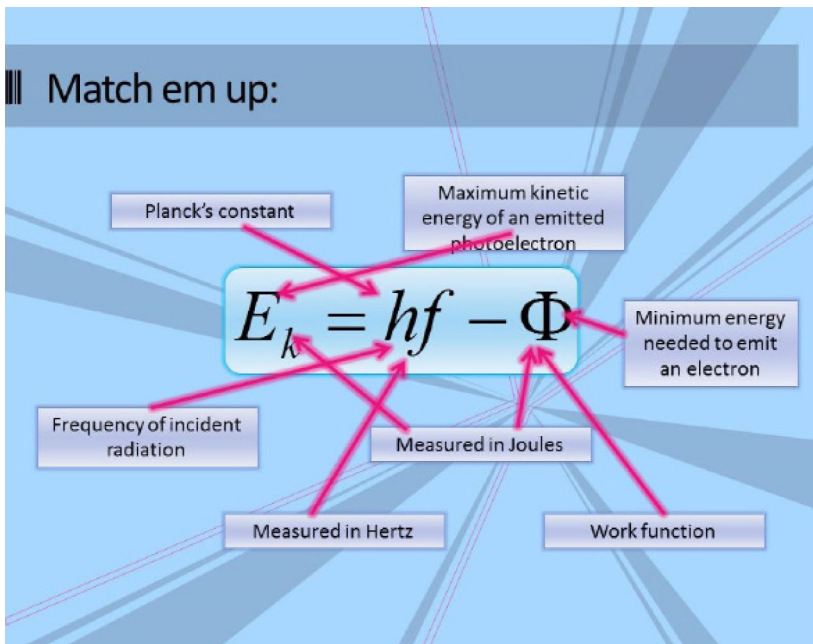 Match em up:
Planck's constant
Maximum kinetic
energy of an emitted
photoelectron
E_k = hf − Φ
Minimum energy
needed to emit
an electron
Frequency of incident
radiation
Measured in Joules
Measured in Hertz
Work function